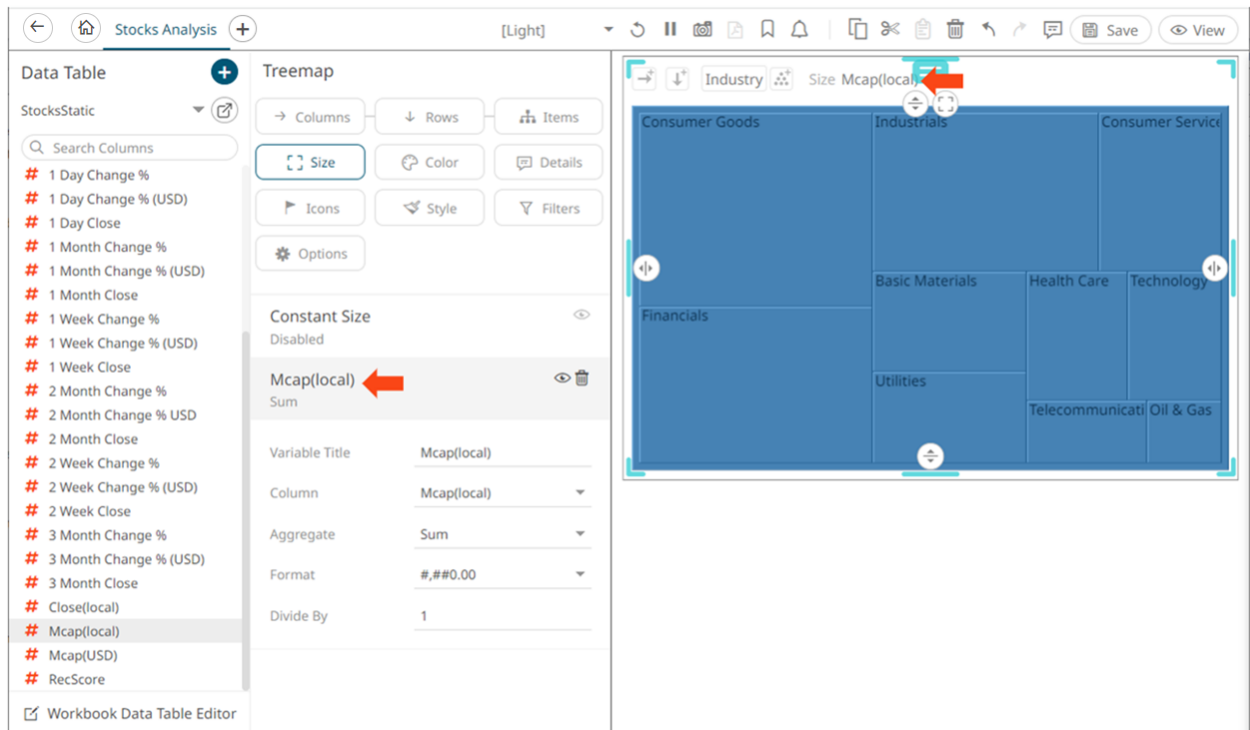 Stocks Analysis
[Light]
Save
View
Data Table
StocksStatic
Search Columns
1 Day Change %
1 Day Change % (USD)
1 Day Close
1 Month Change %
1 Month Change % (USD)
1 Month Close
1 Week Change %
1 Week Change % (USD)
1 Week Close
2 Month Change %
2 Month Change % USD
2 Month Close
2 Week Change %
2 Week Change % (USD)
2 Week Close
3 Month Change %
3 Month Change % (USD)
3 Month Close
Close(local)
Mcap(local)
Mcap(USD)
RecScore
Workbook Data Table Editor
Treemap
Columns
Rows
Items
Size
Color
Details
Icons
Style
Filters
Options
Constant Size
Disabled
Mcap(local)
Sum
Variable Title Mcap(local)
Column Mcap(local)
Aggregate Sum
Format #,##0.00
Divide By 1
Industry Size Mcap(local)
Consumer Goods
Industrials
Consumer Service
Basic Materials
Health Care
Technology
Financials
Utilities
Telecommunicati
Oil & Gas